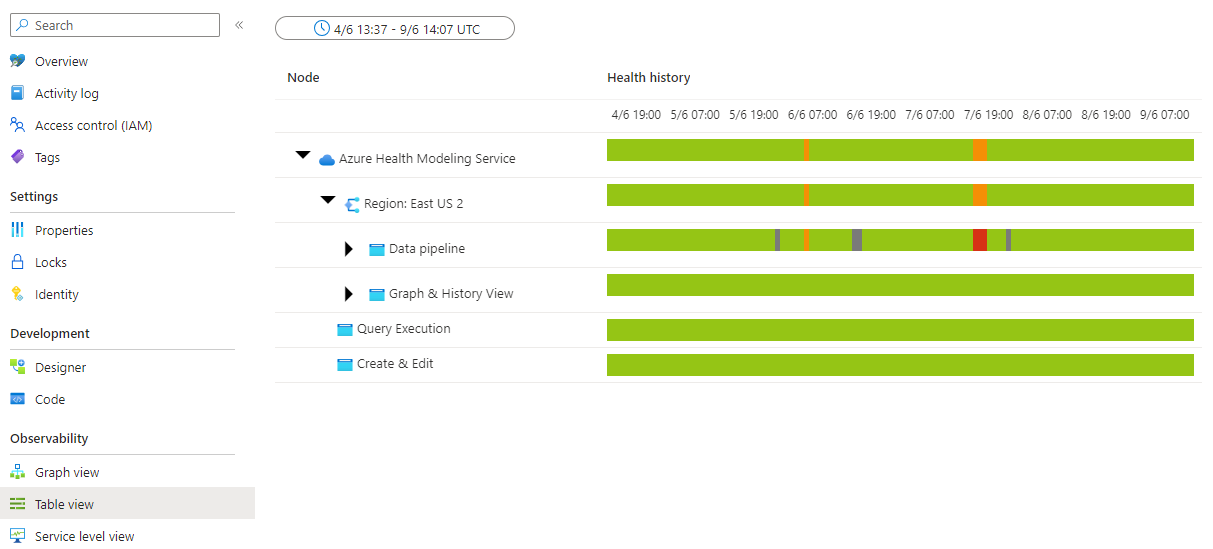 Search
«
Overview
Activity log
Access control (IAM)
Tags
Settings
Properties
Locks
Identity
Development
Designer
Code
Observability
Graph view
Table view
Service level view
4/6 13:37 - 9/6 14:07 UTC
Node Health history
4/6 19:00 5/6 07:00 5/6 19:00 6/6 07:00 6/6 19:00 7/6 07:00 7/6 19:00 8/6 07:00 8/6 19:00 9/6 07:00
Azure Health Modeling Service
Region: East US 2
Data pipeline
Graph & History View
Query Execution
Create & Edit